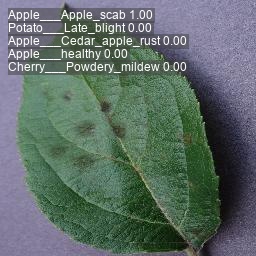 Apple___Apple_scab 1.00
Potato___Late_blight 0.00
Apple___Cedar_apple_rust 0.00
Apple___healthy 0.00
Cherry___Powdery_mildew 0.00